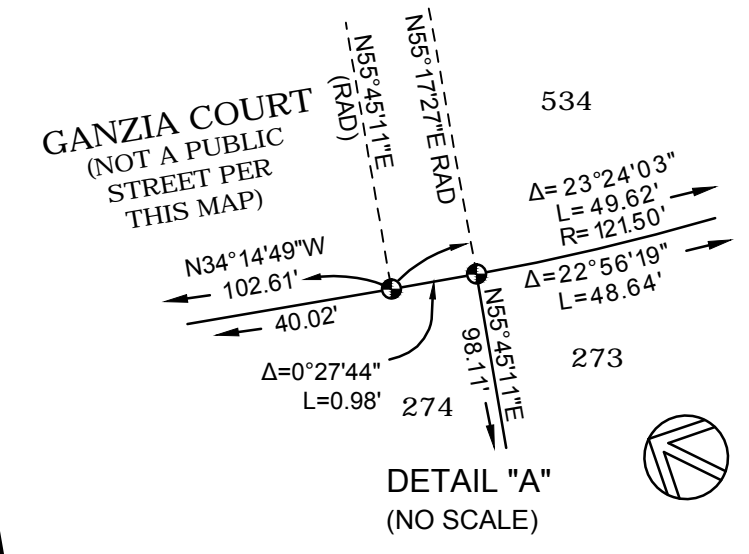 GANZIA COURT
(NOT A PUBLIC
STREET PER
THIS MAP)
N55°45'11"E
(RAD)
N55°17'27"E RAD
534
Δ= 23°24'03"
L= 49.62'
R= 121.50'
N34°14'49"W
102.61'
40.02'
Δ=22°56'19"
L=48.64'
Δ=0°27'44"
L=0.98'
N55°45'11"E
98.11'
274
273
DETAIL "A"
(NO SCALE)